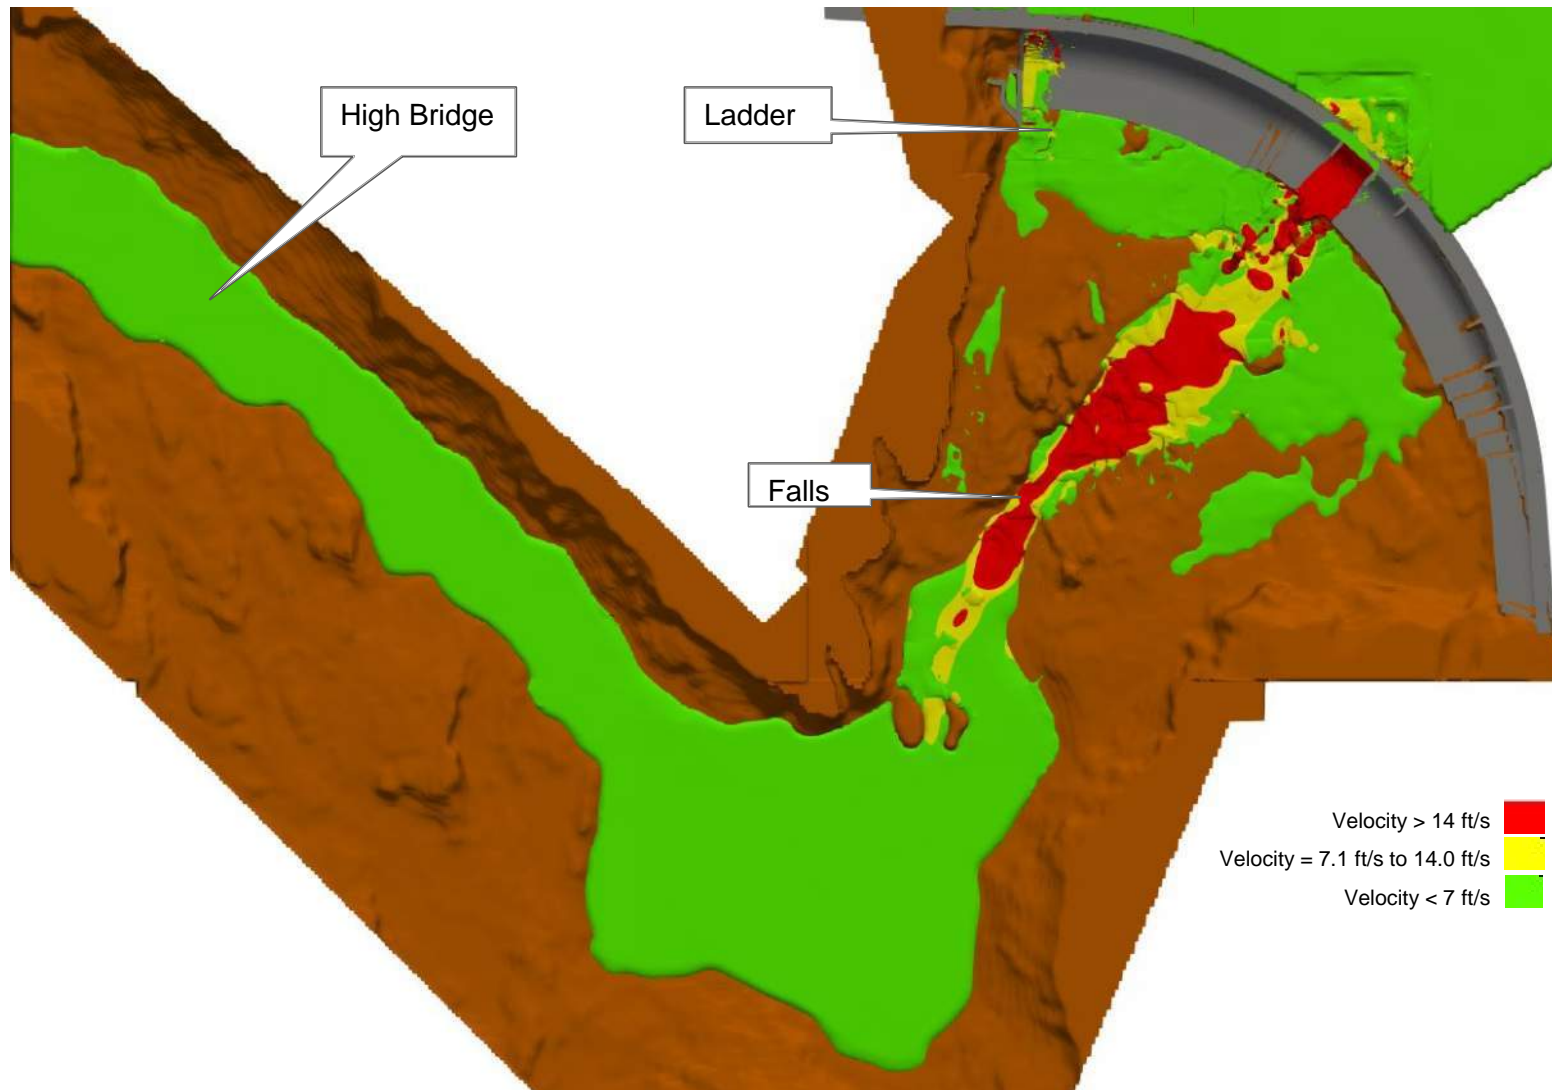 High Bridge
Ladder
Falls
Velocity > 14 ft/s
Velocity = 7.1 ft/s to 14.0 ft/s
Velocity < 7 ft/s